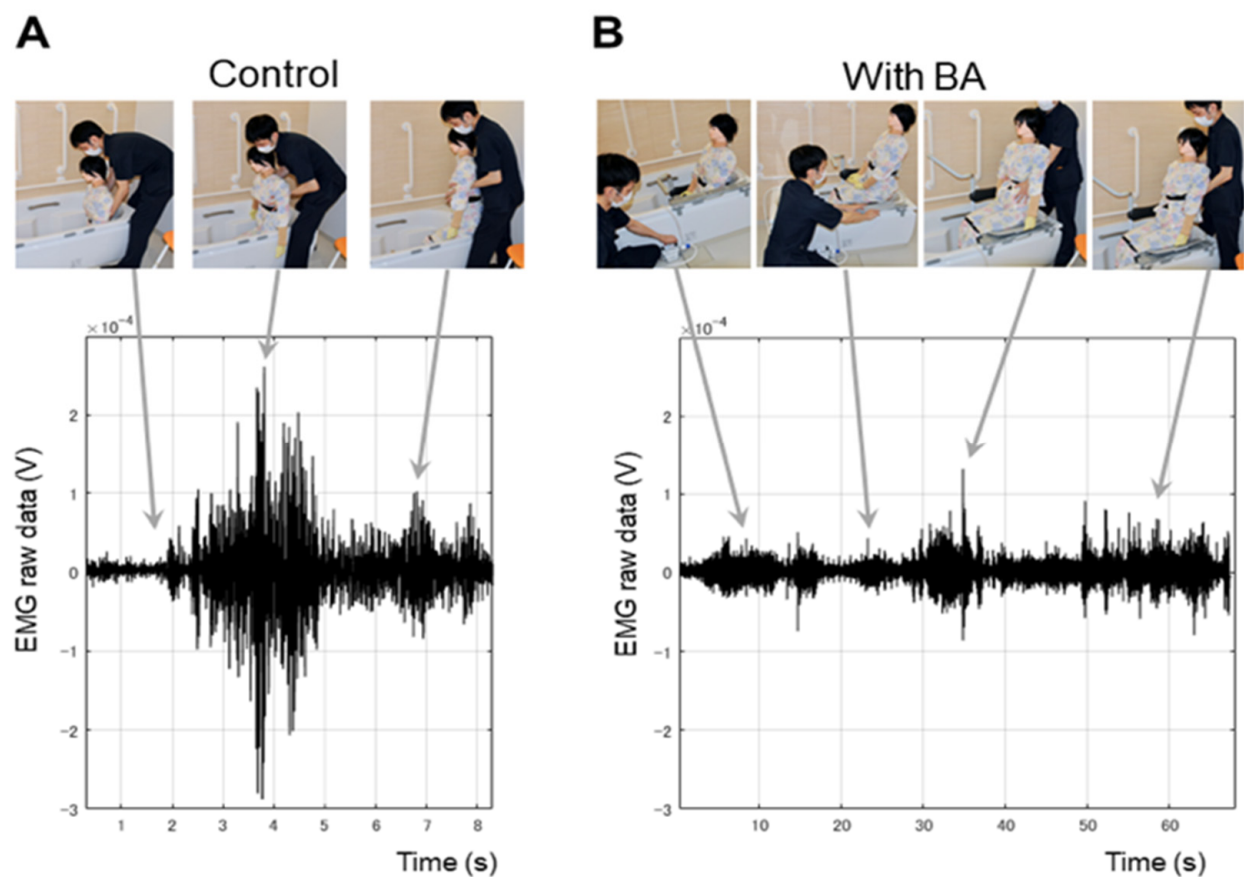 A
Control
× 10⁻⁴
2
1
0
−1
−2
−3
EMG raw data (V)
1 2 3 4 5 6 7 8
Time (s)
B
With BA
× 10⁻⁴
2
1
0
−1
−2
−3
EMG raw data (V)
10 20 30 40 50 60
Time (s)